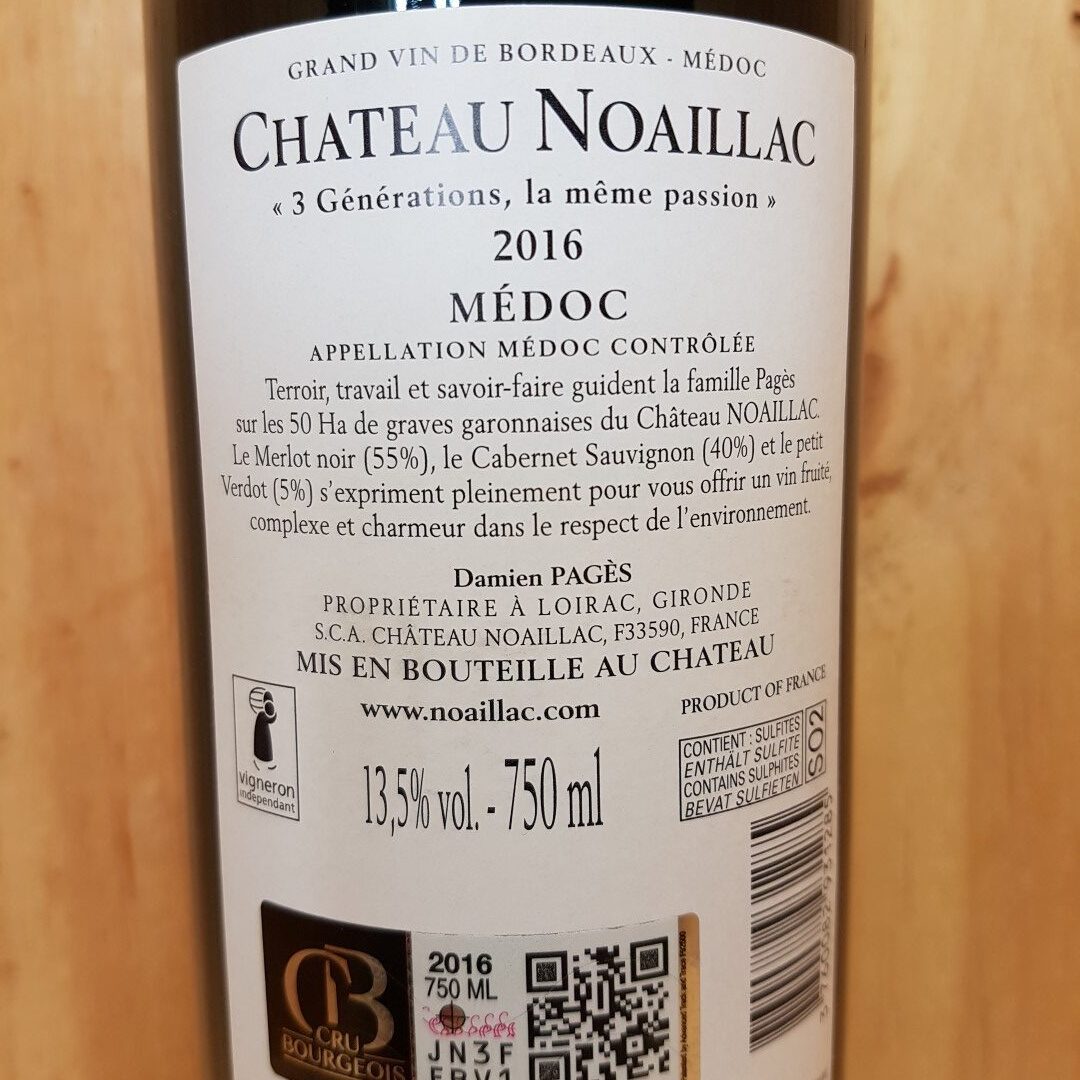 GRAND VIN DE BORDEAUX - MÉDOC
CHATEAU NOAILLAC
« 3 Générations, la même passion »
2016
MÉDOC
APPELLATION MÉDOC CONTRÔLÉE
Terroir, travail et savoir-faire guident la famille Pagès
sur les 50 Ha de graves garonnaises du Château NOAILLAC.
Le Merlot noir (55%), le Cabernet Sauvignon (40%) et le petit
Verdot (5%) s'expriment pleinement pour vous offrir un vin fruité,
complexe et charmeur dans le respect de l'environnement.
Damien PAGÈS
PROPRIÉTAIRE À LOIRAC, GIRONDE
S.C.A. CHÂTEAU NOAILLAC, F33590, FRANCE
MIS EN BOUTEILLE AU CHATEAU
www.noaillac.com
PRODUCT OF FRANCE
vigneron
indépendant
13,5% vol. - 750 ml
CONTIENT : SULFITES
ENTHÄLT SULFITE
CONTAINS SULPHITES
BEVAT SULFIETEN
SO2
CB
CRU
BOURGEOIS
2016
750 ML
JN3F